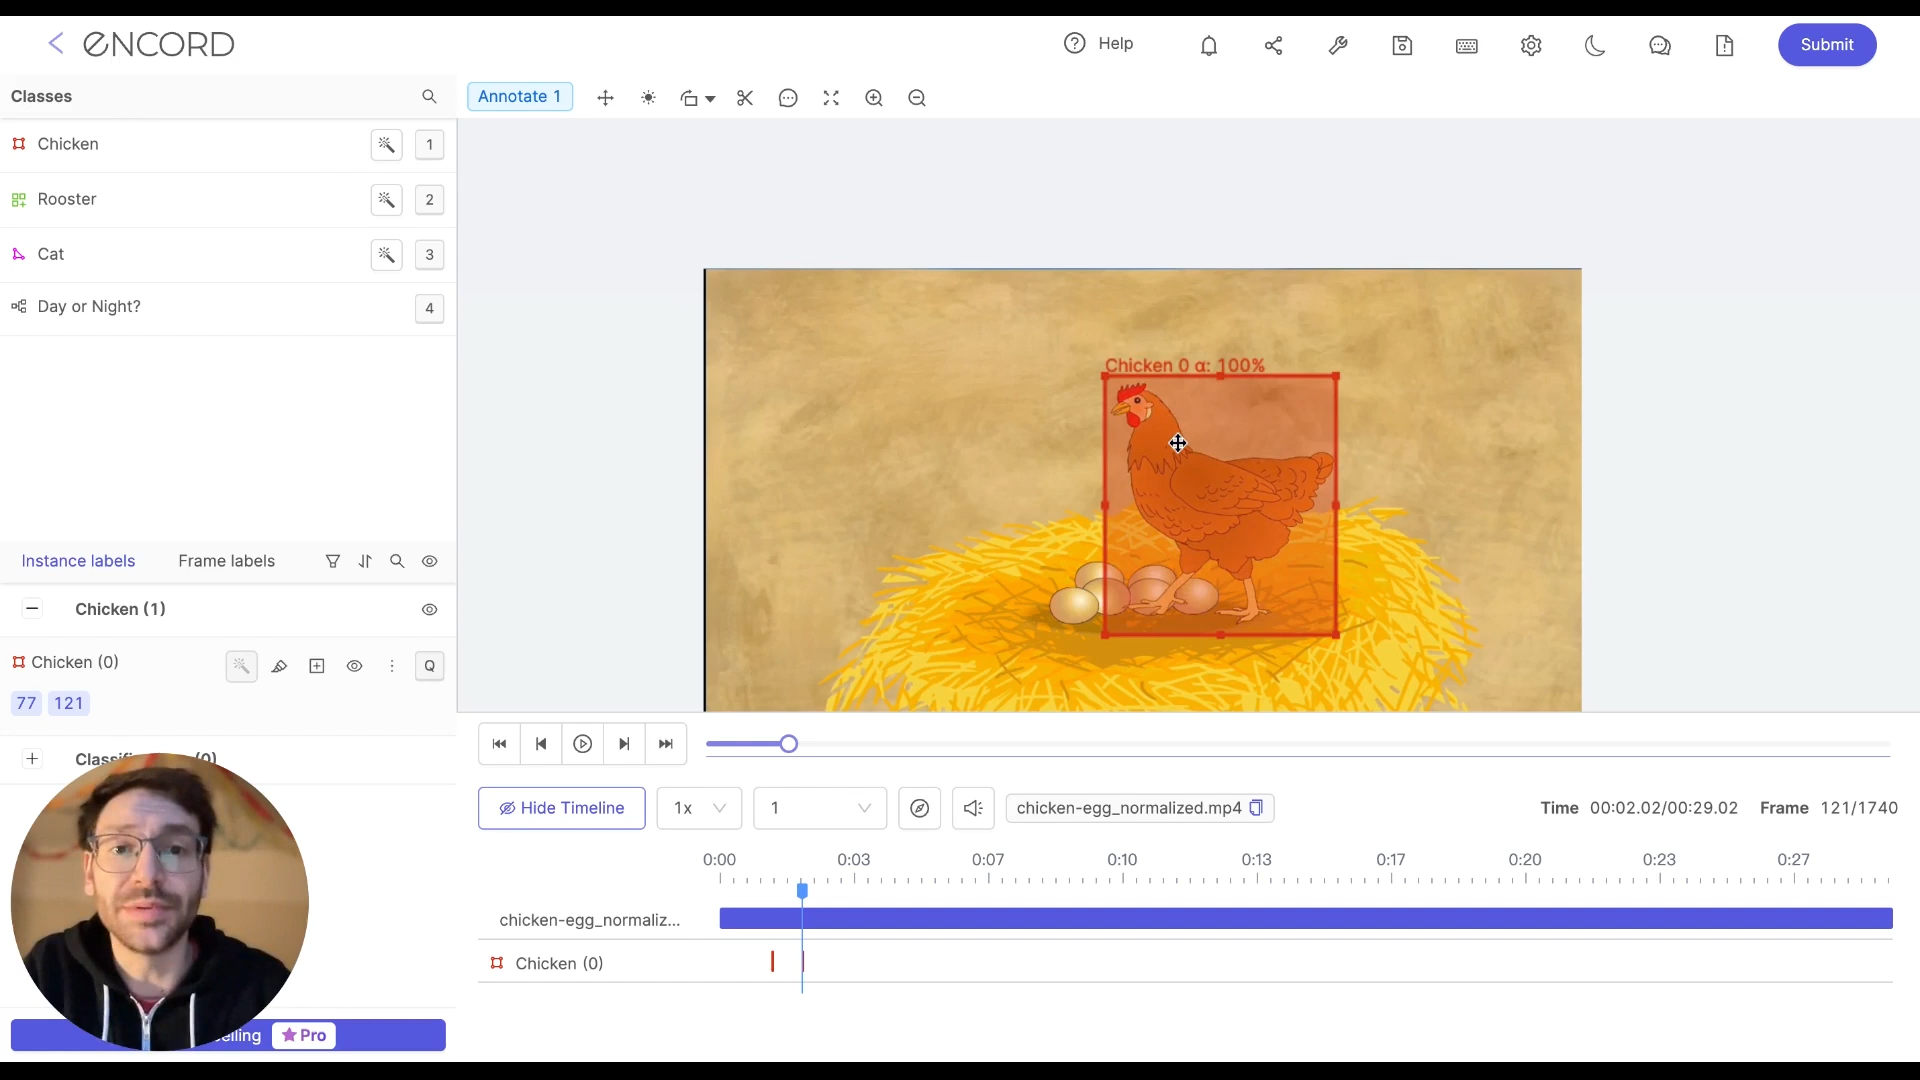 ENCORD
Help
Submit
Classes
Annotate 1
Chicken
1
Rooster
2
Cat
3
Day or Night?
4
Chicken 0 α: 100%
Instance labels
Frame labels
Chicken (1)
Chicken (0)
Q
77
121
(0)
Pro
Hide Timeline
1x
1
chicken-egg_normalized.mp4
Time 00:02.02/00:29.02
Frame 121/1740
0:00
0:03
0:07
0:10
0:13
0:17
0:20
0:23
0:27
chicken-egg_normaliz...
Chicken (0)